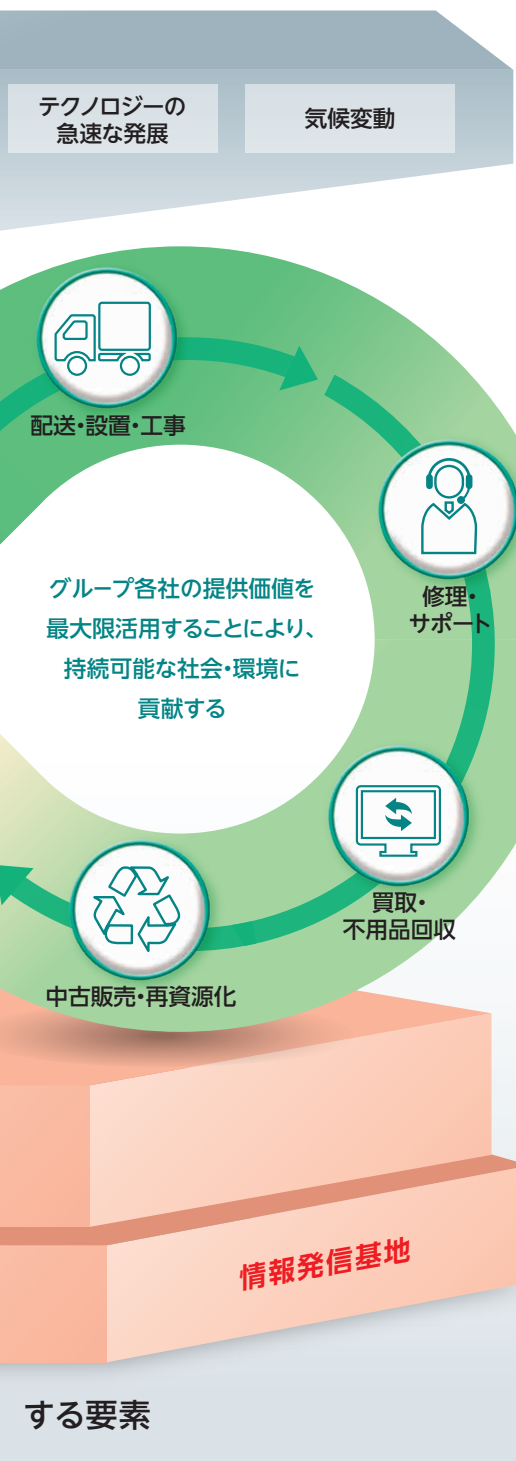 テクノロジーの
急速な発展
気候変動
配送・設置・工事
修理・
サポート
グループ各社の提供価値を
最大限活用することにより、
持続可能な社会・環境に
貢献する
買取・
不用品回収
中古販売・再資源化
情報発信基地
する要素